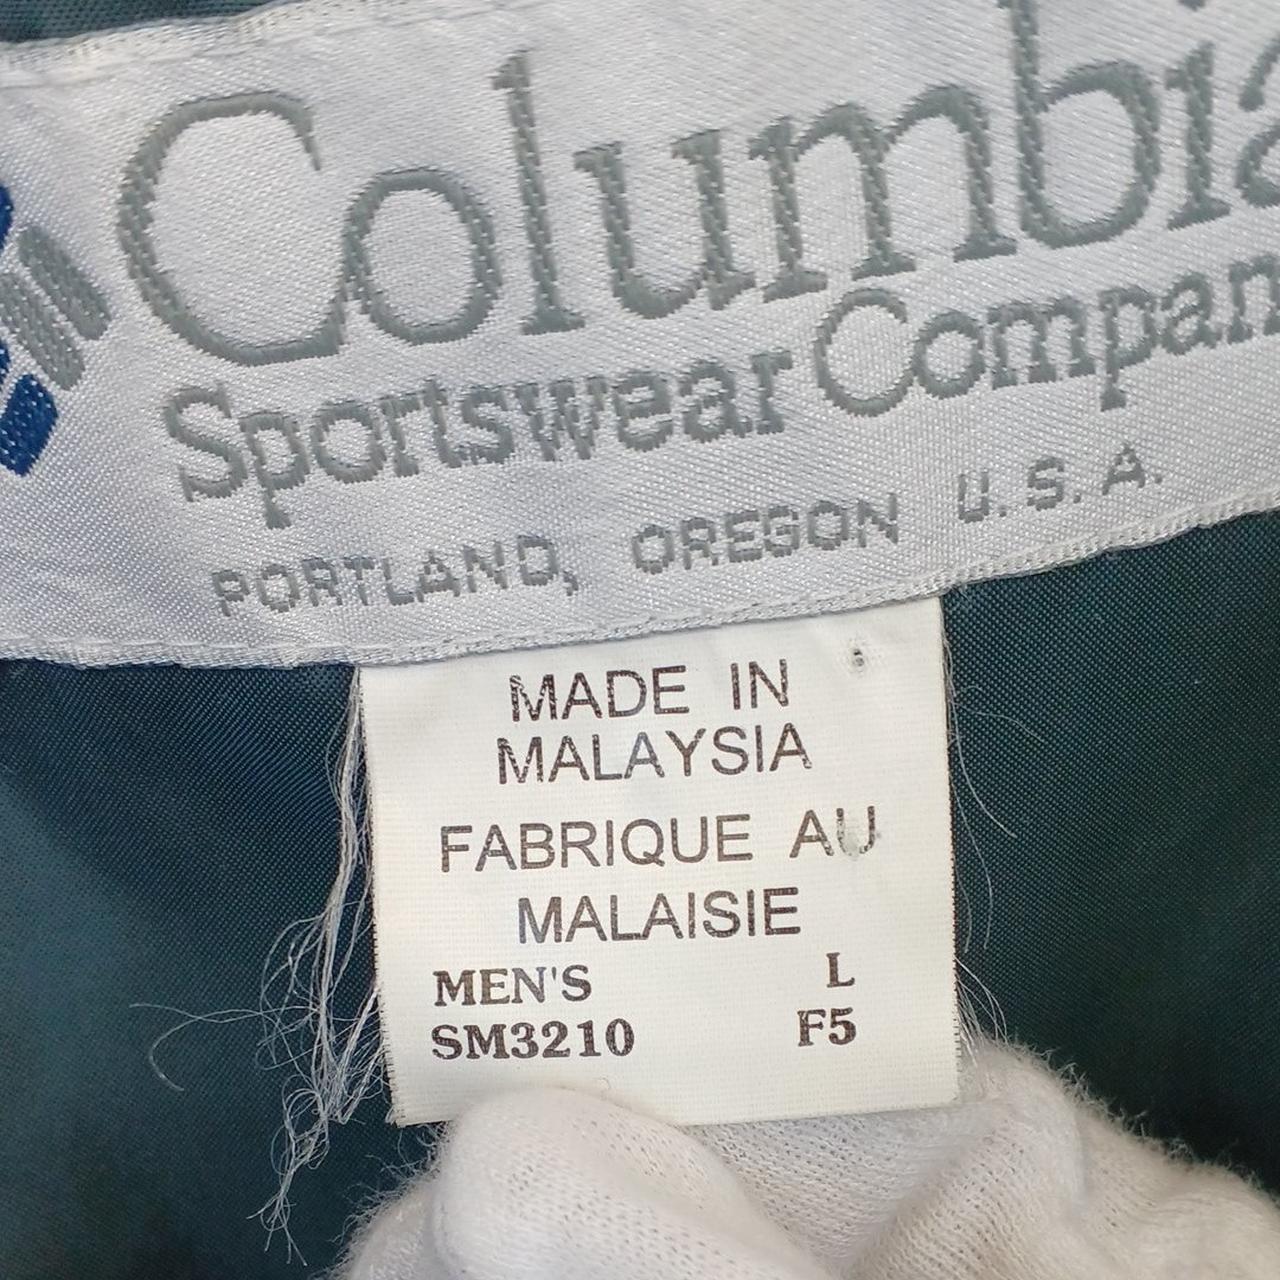 Columbia
Sportswear Company
PORTLAND, OREGON U.S.A.
MADE IN
MALAYSIA
FABRIQUE AU
MALAISIE
MEN'S L
SM3210 F5